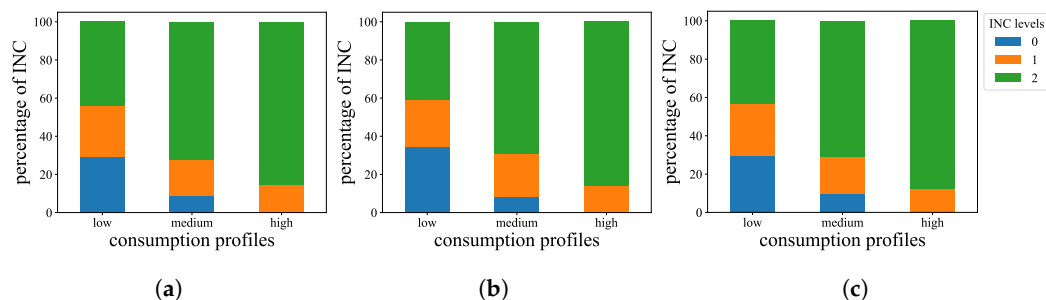 100
80
60
40
20
0
percentage of INC
low medium high
consumption profiles
(a)
100
80
60
40
20
0
percentage of INC
low medium high
consumption profiles
(b)
100
80
60
40
20
0
percentage of INC
low medium high
consumption profiles
(c)
INC levels
0
1
2